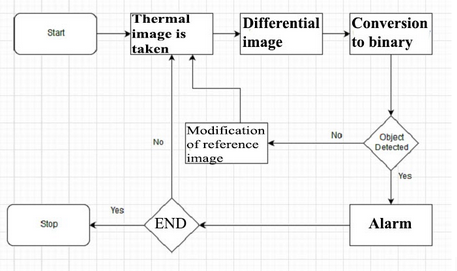 Start
Thermal
image is
taken
Differential
image
Conversion
to binary
Modification
of reference
image
No
Object
Detected
No
Yes
Stop
Yes
END
Alarm